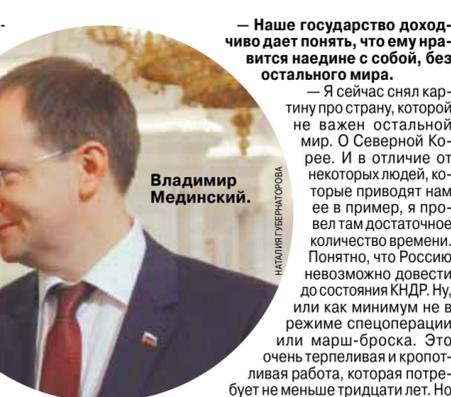 — Наше государство доход-
чиво дает понять, что ему нра-
вится наедине с собой, без
остального мира.
— Я сейчас снял кар-
тину про страну, которой
не важен остальной
мир. О Северной Ко-
рее. И в отличие от
некоторых людей, ко-
торые приводят нам
ее в пример, я про-
вел там достаточное
количество времени.
Понятно, что Россию
невозможно довести
до состояния КНДР. Ну,
или как минимум не в
режиме спецоперации
или марш-броска. Это
очень терпеливая и кропот-
ливая работа, которая потре-
бует не меньше тридцати лет. Но
Владимир
Мединский.
НАТАЛИЯ ГУБЕРНАТОРОВА